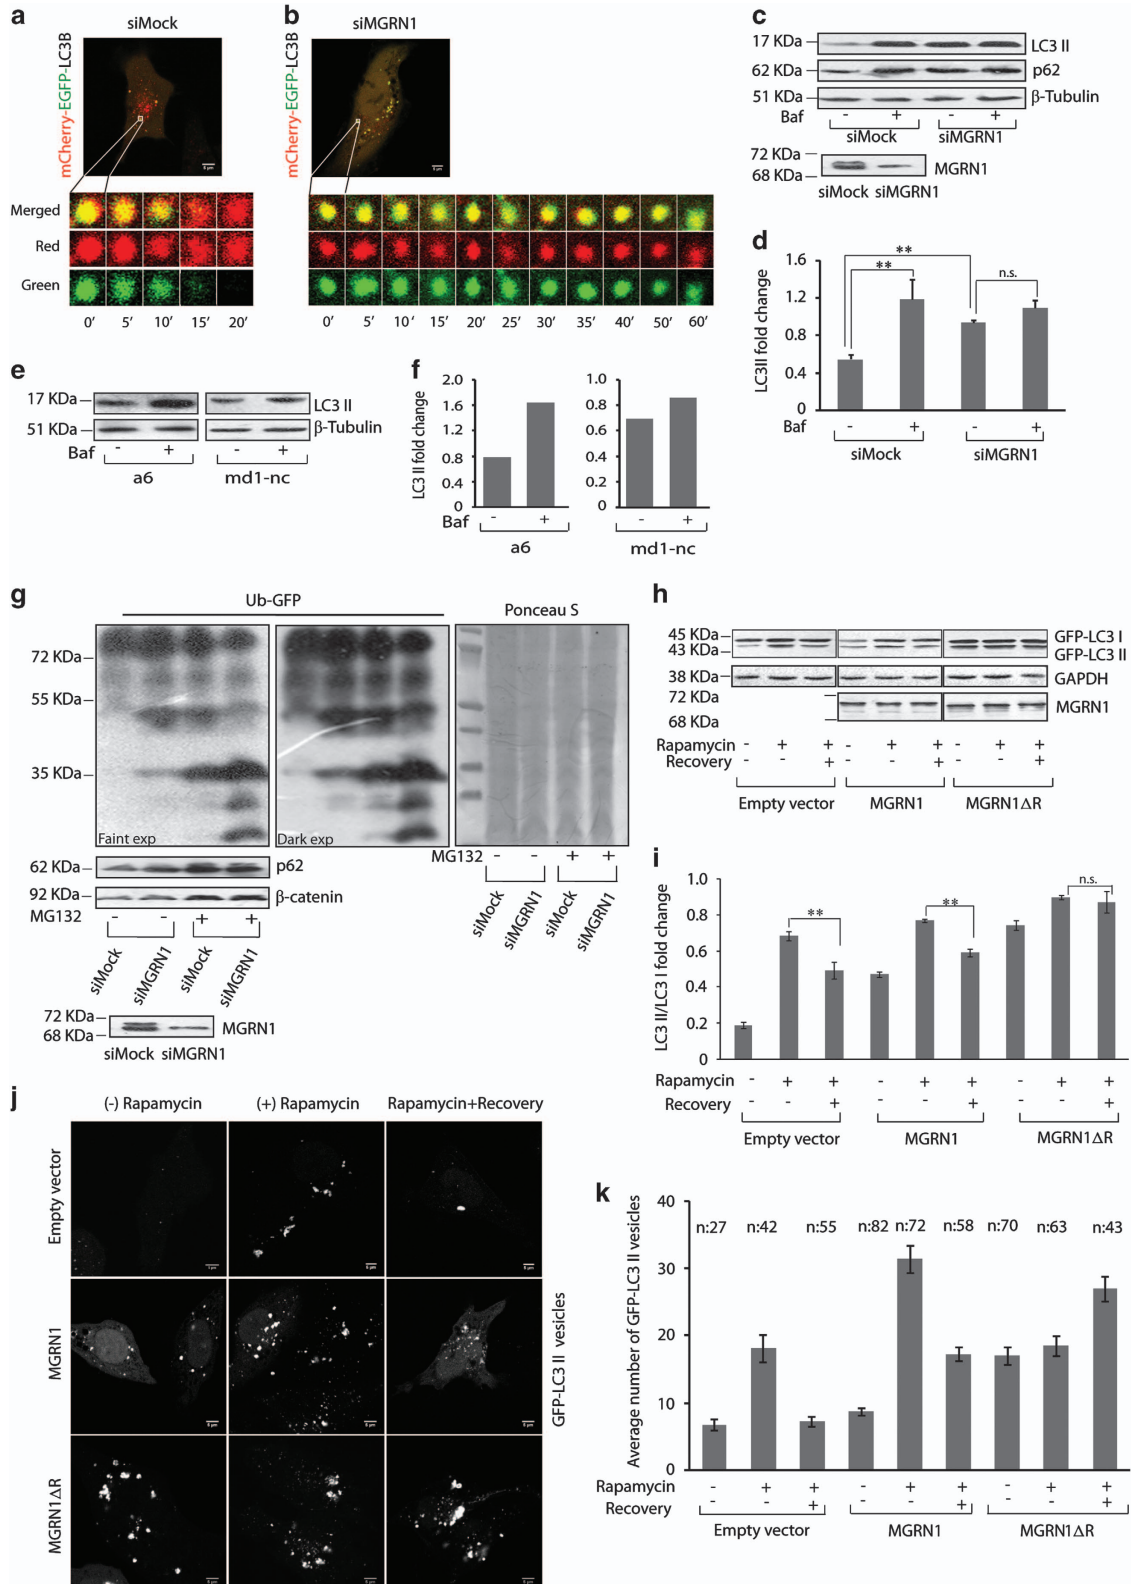 a
siMock
mCherry-EGFP-LC3B
Merged
Red
Green
0′ 5′ 10′ 15′ 20′
b
siMGRN1
mCherry-EGFP-LC3B
0′ 5′ 10′ 15′ 20′ 25′ 30′ 35′ 40′ 50′ 60′
c
17 KDa LC3 II
62 KDa p62
51 KDa β-Tubulin
Baf - + - +
siMock siMGRN1
72 KDa
68 KDa
MGRN1
siMock siMGRN1
d
LC3II fold change
1.6
1.2
0.8
0.4
0
** ** n.s.
Baf - + - +
siMock siMGRN1
e
17 KDa LC3 II
51 KDa β-Tubulin
Baf - + - +
a6 md1-nc
f
LC3 II fold change
2.0
1.6
1.2
0.8
0.4
0
1.0
0.8
0.6
0.4
0.2
0
Baf - + - +
a6 md1-nc
g
Ub-GFP
Ponceau S
72 KDa
55 KDa
35 KDa
Faint exp
Dark exp
62 KDa p62
92 KDa β-catenin
MG132 - - + +
siMock siMGRN1 siMock siMGRN1
MG132 - - + +
siMock siMGRN1 siMock siMGRN1
72 KDa
68 KDa
MGRN1
siMock siMGRN1
h
45 KDa GFP-LC3 I
43 KDa GFP-LC3 II
38 KDa GAPDH
72 KDa
68 KDa
MGRN1
Rapamycin - + + - + + - + +
Recovery - - + - - + - - +
Empty vector MGRN1 MGRN1ΔR
i
LC3 II/LC3 I fold change
1.0
0.8
0.6
0.4
0.2
0
** ** n.s.
Rapamycin - + + - + + - + +
Recovery - - + - - + - - +
Empty vector MGRN1 MGRN1ΔR
j
(-) Rapamycin (+) Rapamycin Rapamycin+Recovery
Empty vector
MGRN1
MGRN1ΔR
GFP-LC3 II vesicles
k
Average number of GFP-LC3 II vesicles
40
30
20
10
0
n:27 n:42 n:55 n:82 n:72 n:58 n:70 n:63 n:43
Rapamycin - + + - + + - + +
Recovery - - + - - + - - +
Empty vector MGRN1 MGRN1ΔR